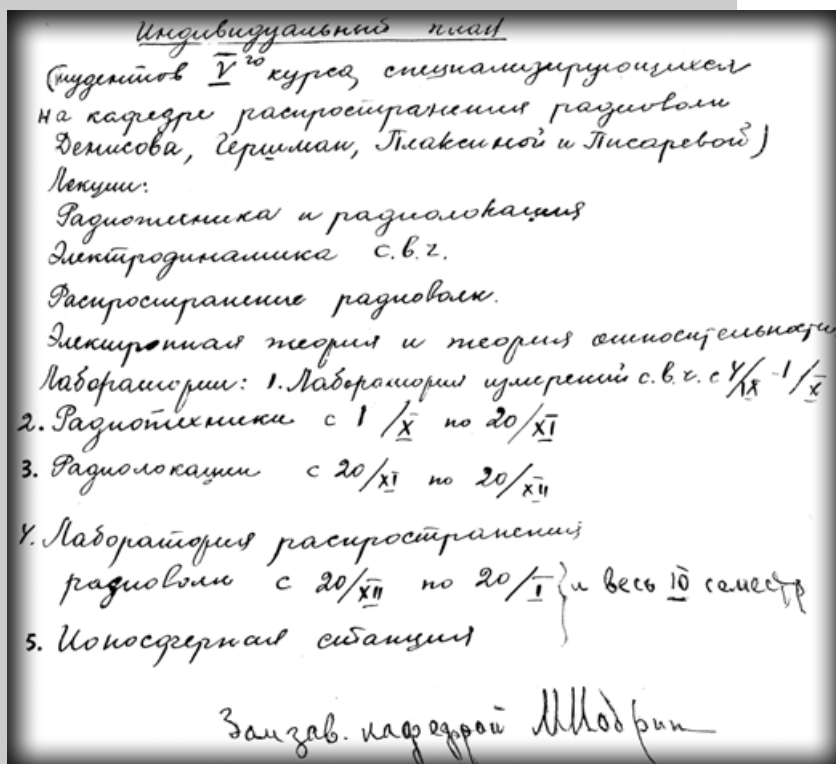 Индивидуальный план
(студентов V го курса, специализирующихся
на кафедре распространения радиоволн
Денисова, Гершман, Плаксиной и Писаревой)
Лекции:
Радиотехника и радиолокация
Электродинамика с.в.ч.
Распространение радиоволн.
Электронная теория и теория относительности
Лаборатории: 1. Лаборатория измерений с.в.ч. с 4/IX - 1/X
2. Радиотехники с 1/X по 20/XI
3. Радиолокации с 20/XI по 20/XII
4. Лаборатория распространения
радиоволн с 20/XII по 20/I } и весь семестр
5. Ионосферная станция
Зам зав. кафедрой